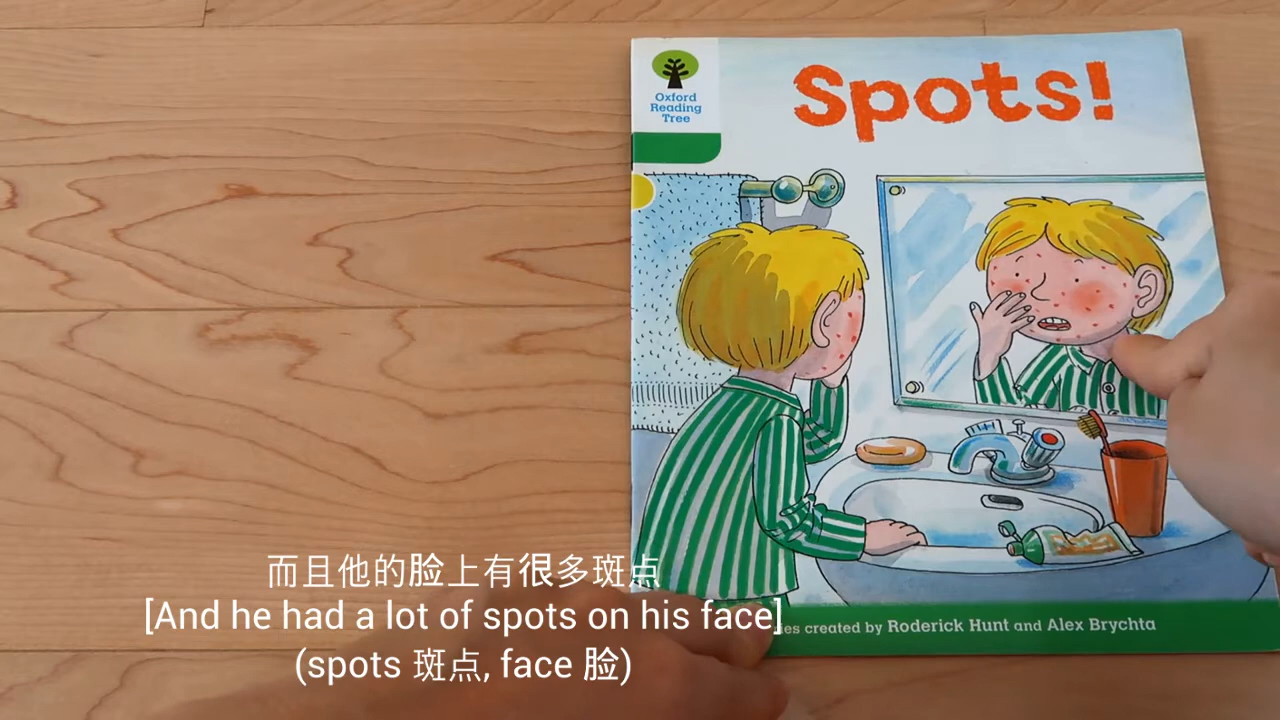 Oxford
Reading
Tree
Spots!
created by Roderick Hunt and Alex Brychta
而且他的脸上有很多斑点
[And he had a lot of spots on his face]
(spots 斑点, face 脸)